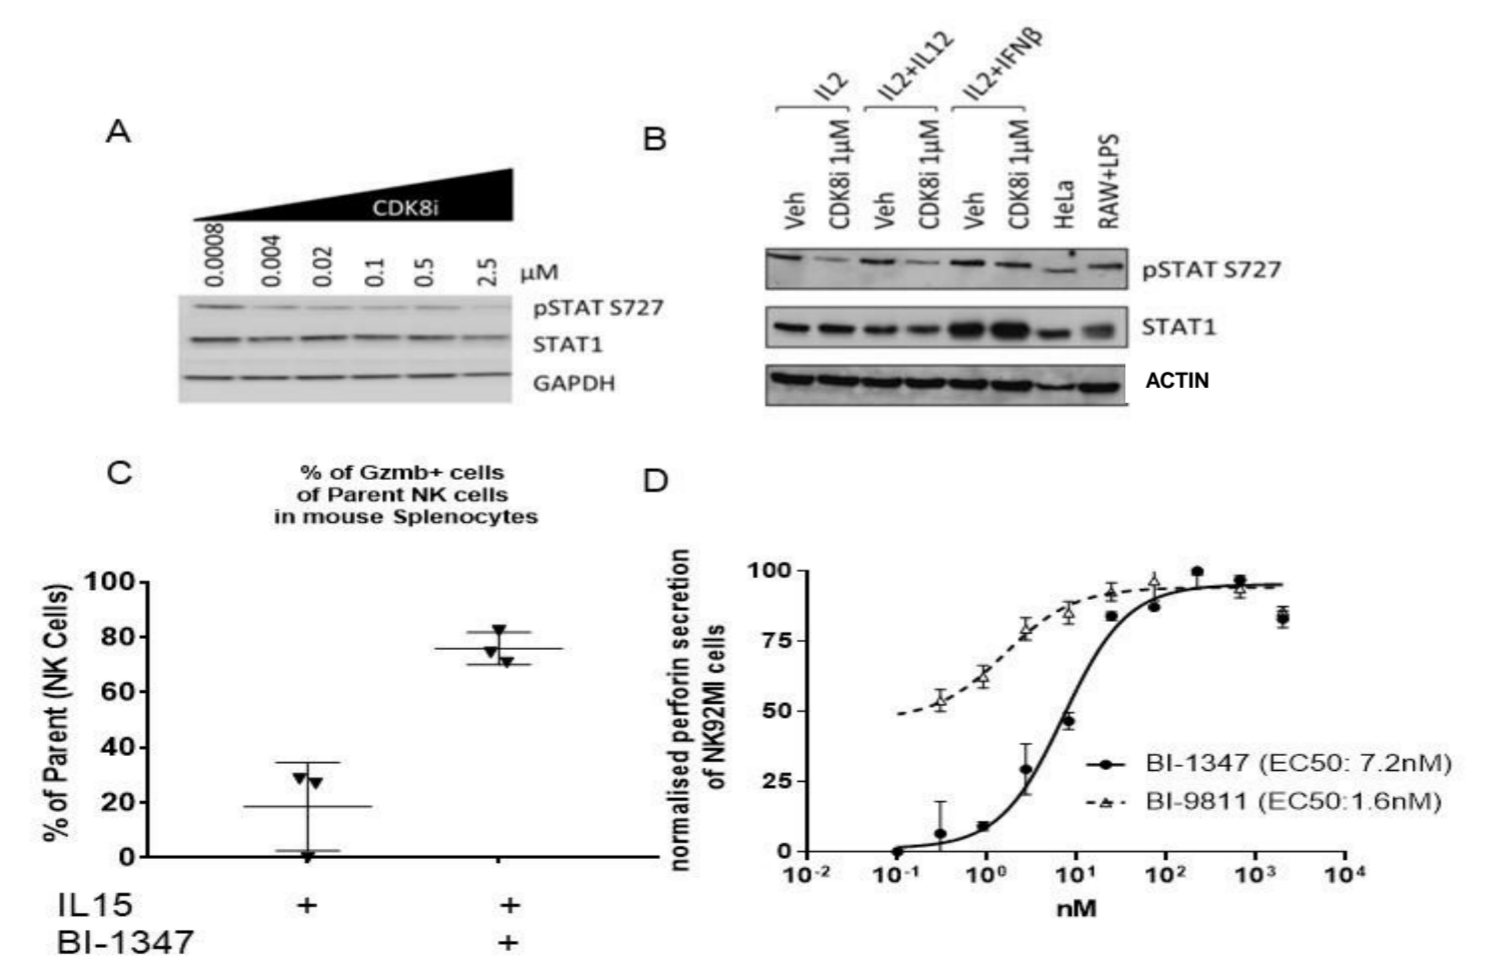 A
CDK8i
0.0008
0.004
0.02
0.1
0.5
2.5
µM
pSTAT S727
STAT1
GAPDH
B
IL2
IL2+IL12
IL2+IFNβ
Veh
CDK8i 1µM
Veh
CDK8i 1µM
Veh
CDK8i 1µM
HeLa
RAW+LPS
pSTAT S727
STAT1
ACTIN
C
% of Gzmb+ cells
of Parent NK cells
in mouse Splenocytes
% of Parent (NK Cells)
100
80
60
40
20
0
IL15 + +
BI-1347 +
D
normalised perforin secretion
of NK92MI cells
100
75
50
25
0
10-2 10-1 10⁰ 10¹ 10² 10³ 10⁴
nM
BI-1347 (EC50: 7.2nM)
BI-9811 (EC50:1.6nM)